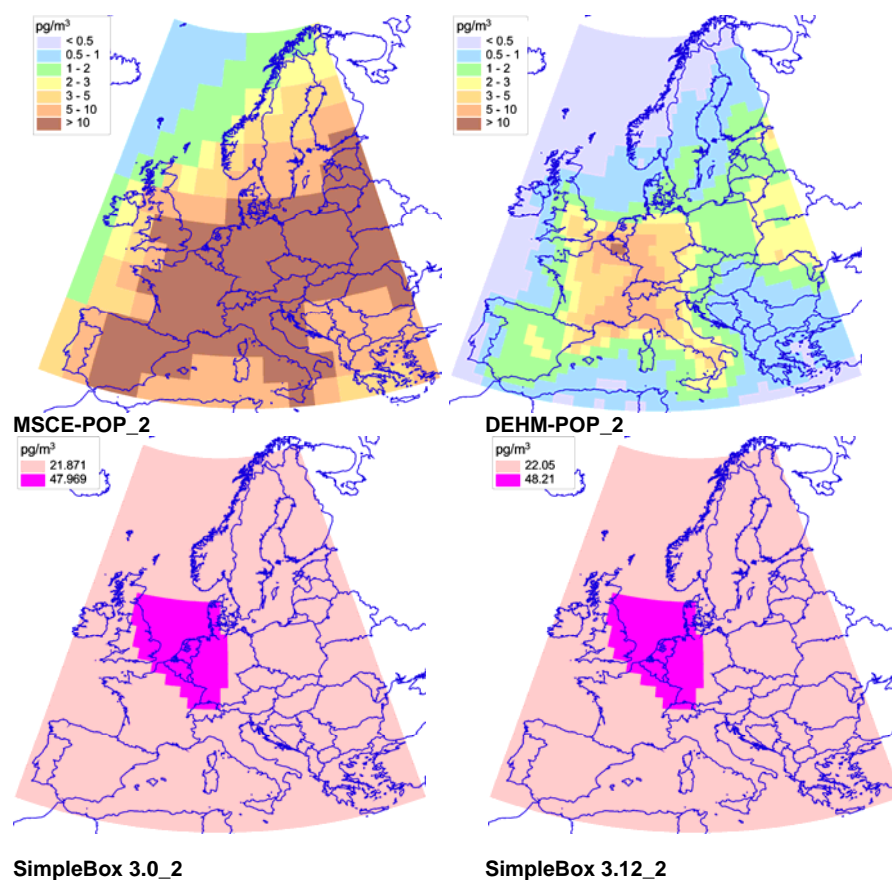 pg/m³
< 0.5
0.5 - 1
1 - 2
2 - 3
3 - 5
5 - 10
> 10
MSCE-POP_2
pg/m³
< 0.5
0.5 - 1
1 - 2
2 - 3
3 - 5
5 - 10
> 10
DEHM-POP_2
pg/m³
21.871
47.969
SimpleBox 3.0_2
pg/m³
22.05
48.21
SimpleBox 3.12_2